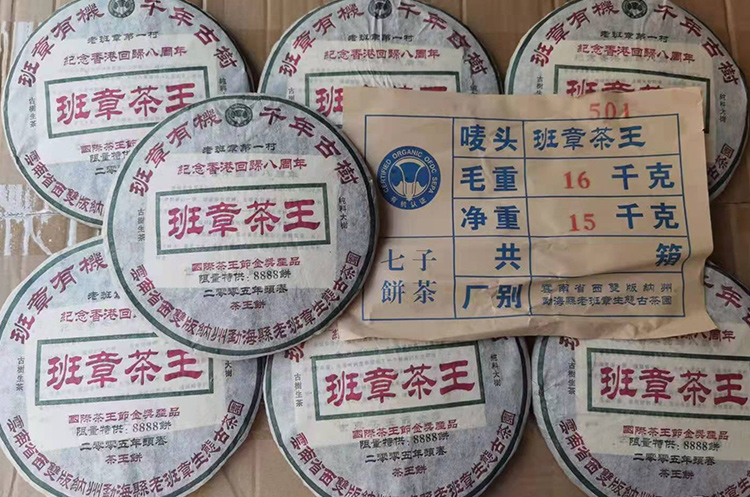 班章有機 千年古樹
老班章第一村
紀念香港回歸八周年
班章茶王
古樹生茶
純料大樹
國際茶王節金獎產品
限量特供：8888餅
二零零五年頭春
茶王餅
雲南省西雙版納州勐海縣老班章生態古茶園
CERTIFIED ORGANIC OFDC SEPA
有机认证
504
唛头 班章茶王
毛重 16 千克
净重 15 千克
七子餅茶
共 箱
厂别 雲南省西雙版納州
勐海縣老班章生態古茶園